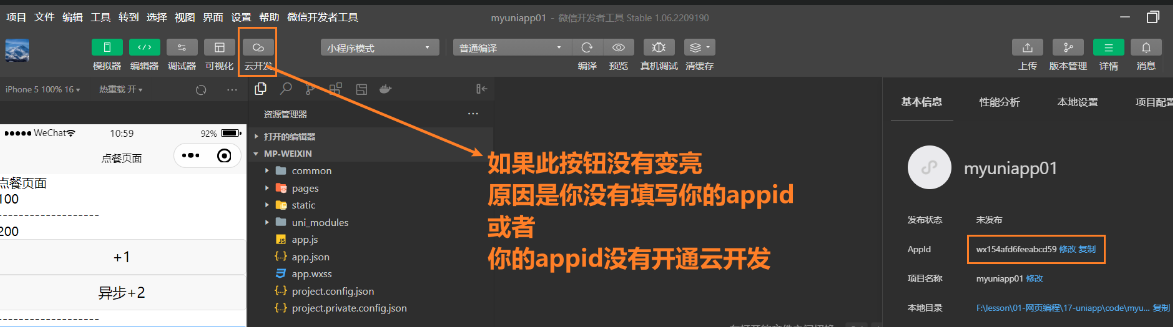 项目 文件 编辑 工具 转到 选择 视图 界面 设置 帮助 微信开发者工具
myuniapp01 - 微信开发者工具 Stable 1.06.2209190
模拟器 编辑器 调试器 可视化 云开发
小程序模式
普通编译
编译 预览 真机调试 清缓存
上传 版本管理 详情 消息
iPhone 5 100% 16
热重载 开
WeChat
10:59
92%
点餐页面
点餐页面
100
-----------------
200
+1
异步+2
资源管理器
打开的编辑器
MP-WEIXIN
common
pages
static
uni_modules
app.js
app.json
app.wxss
project.config.json
project.private.config.json
如果此按钮没有变亮
原因是你没有填写你的appid
或者
你的appid没有开通云开发
基本信息 性能分析 本地设置 项目配置
myuniapp01
发布状态 未发布
AppId wx154afd6feeabcd59 修改 复制
项目名称 myuniapp01 修改
本地目录 F:\lesson\01-网页编程\17-uniapp\code\myu... 复制